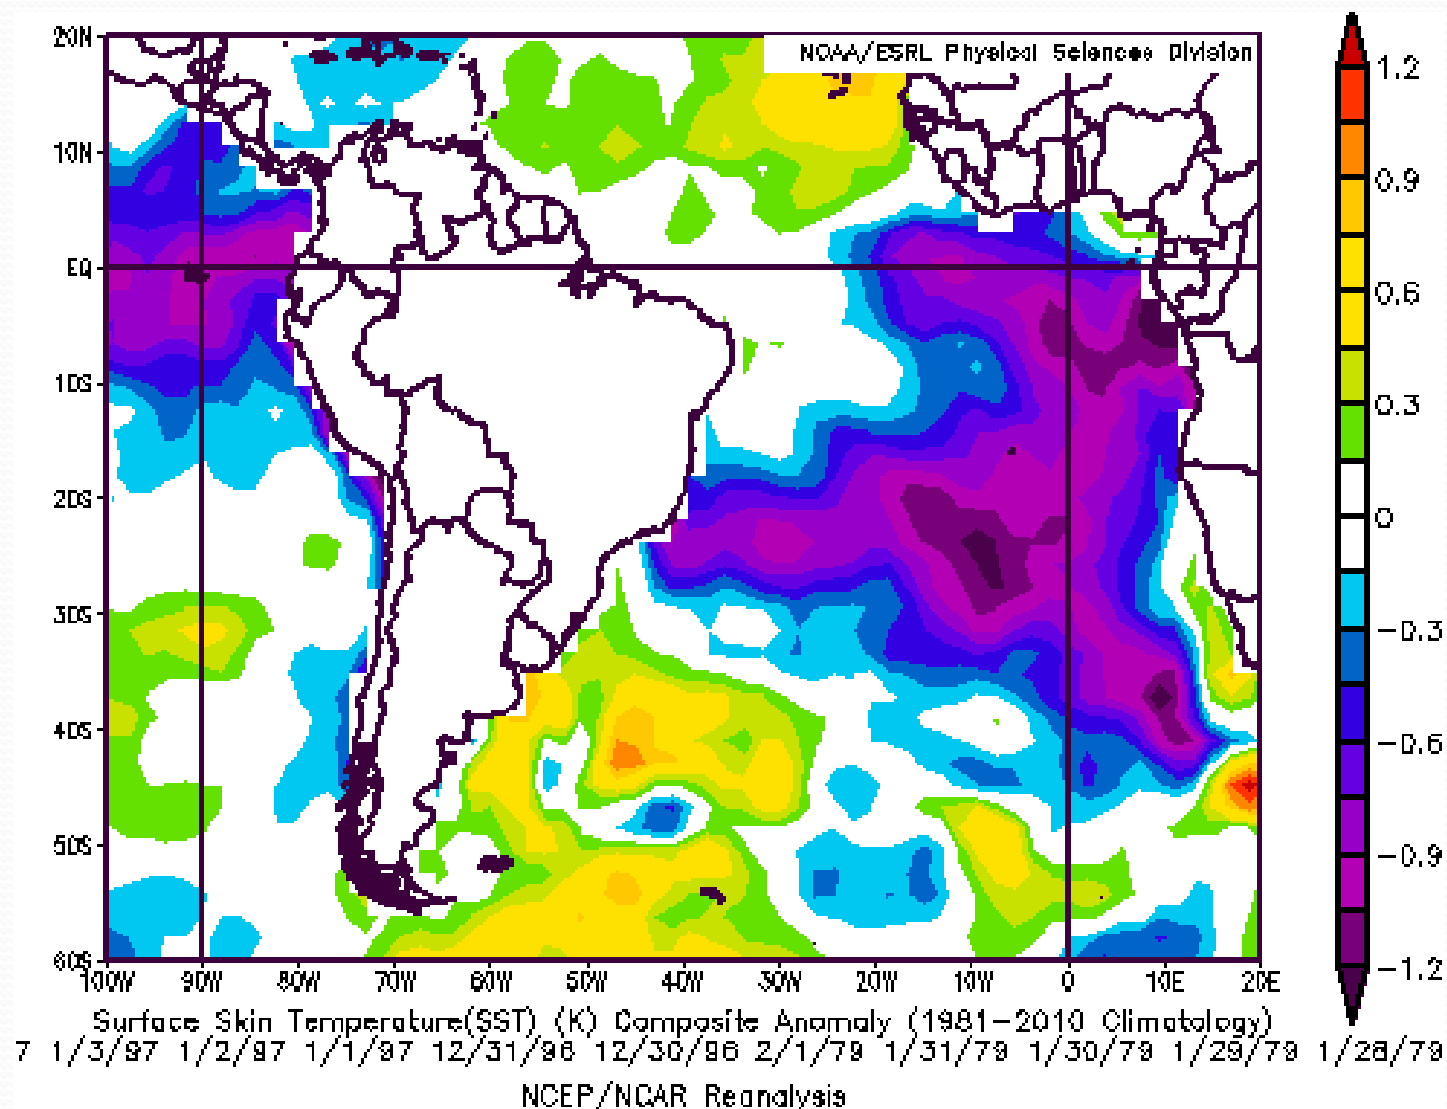 NOAA/ESRL Physical Sciences Division
20N
10N
EQ
10S
20S
30S
40S
50S
60S
100W 90W 80W 70W 60W 50W 40W 30W 20W 10W 0 10E 20E
1.2
0.9
0.6
0.3
0
-0.3
-0.6
-0.9
-1.2
Surface Skin Temperature(SST) (K) Composite Anomaly (1981-2010 Climatology)
7 1/3/97 1/2/97 1/1/97 12/31/96 12/30/96 2/1/79 1/31/79 1/30/79 1/29/79 1/28/79
NCEP/NCAR Reanalysis